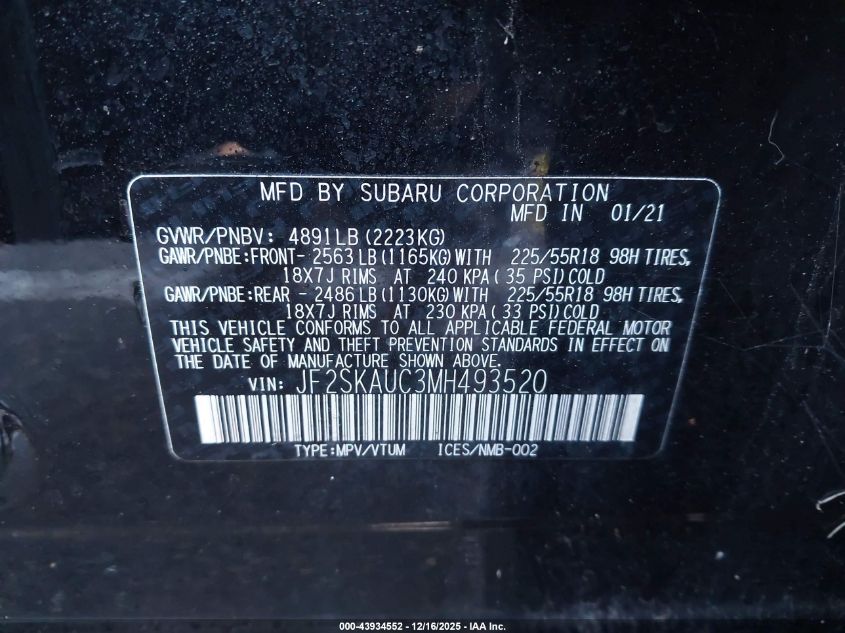 MFD BY SUBARU CORPORATION
MFD IN 01/21
GVWR/PNBV: 4891LB (2223KG)
GAWR/PNBE:FRONT- 2563 LB (1165KG)WITH 225/55R18 98H TIRES,
18X7J RIMS AT 240 KPA ( 35 PSI)COLD
GAWR/PNBE:REAR - 2486 LB (1130KG)WITH 225/55R18 98H TIRES,
18X7J RIMS AT 230 KPA ( 33 PSI)COLD
THIS VEHICLE CONFORMS TO ALL APPLICABLE FEDERAL MOTOR
VEHICLE SAFETY AND THEFT PREVENTION STANDARDS IN EFFECT ON
THE DATE OF MANUFACTURE SHOWN ABOVE.
VIN: JF2SKAUC3MH493520
TYPE:MPV/VTUM ICES/NMB-002
000-43934552 - 12/16/2025 - IAA Inc.